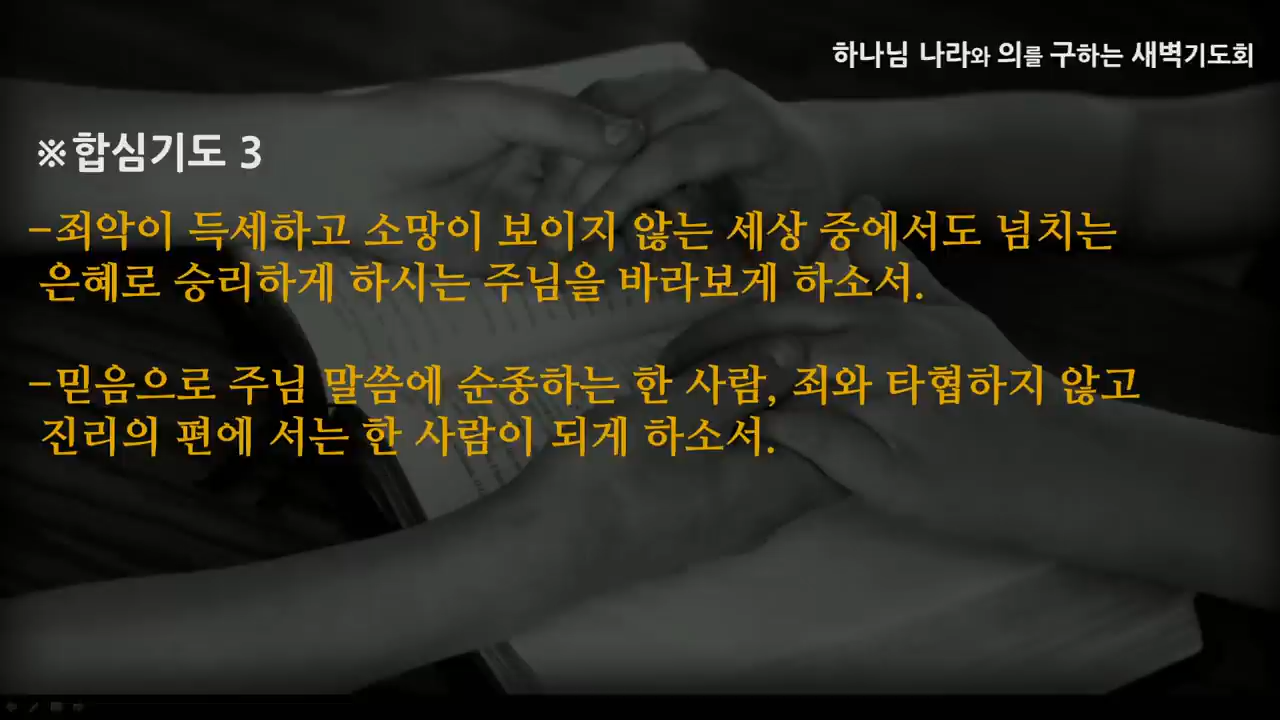 하나님 나라와 의를 구하는 새벽기도회
※합심기도 3
-죄악이 득세하고 소망이 보이지 않는 세상 중에서도 넘치는
은혜로 승리하게 하시는 주님을 바라보게 하소서.
-믿음으로 주님 말씀에 순종하는 한 사람, 죄와 타협하지 않고
진리의 편에 서는 한 사람이 되게 하소서.